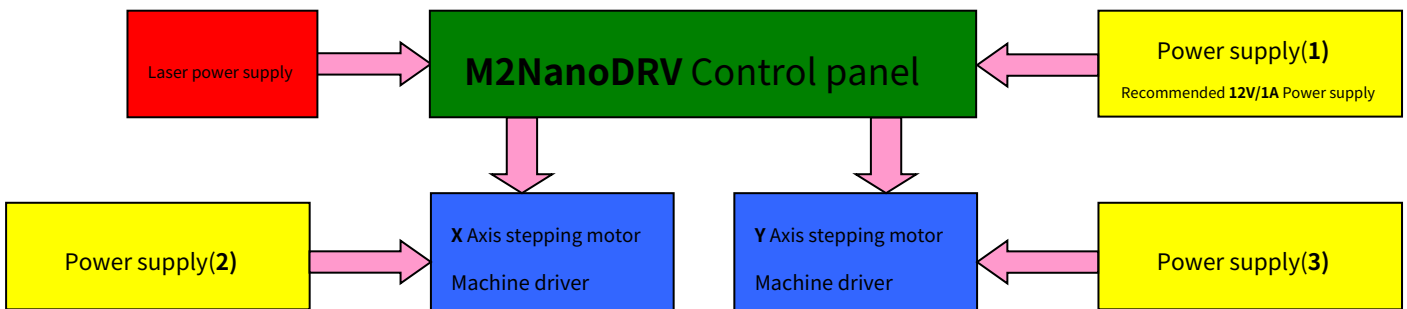 Laser power supply
M2NanoDRV Control panel
Power supply(1)
Recommended 12V/1A Power supply
Power supply(2)
X Axis stepping motor
Machine driver
Y Axis stepping motor
Machine driver
Power supply(3)